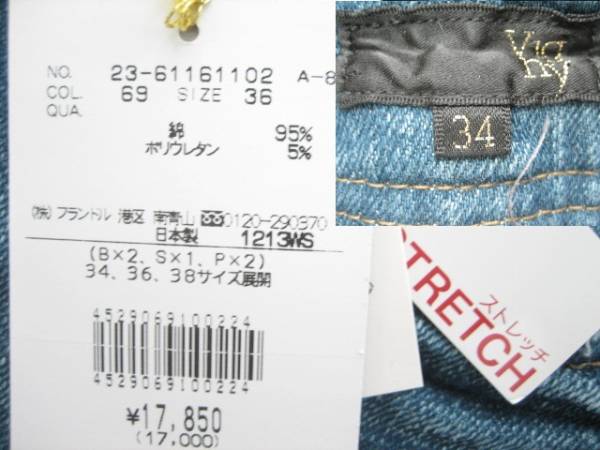 NO. 23-61161102 A-8
COL. 69 SIZE 36
QUA.
綿 95%
ポリウレタン 5%
(株) フランドル 港区 南青山 0120-290370
日本製 1213WS
(B×2、S×1、P×2)
34、36、38サイズ展開
4529069100224
4529069100224
¥17,850
(17,000)
Viaggio
34
ストレッチ
STRETCH